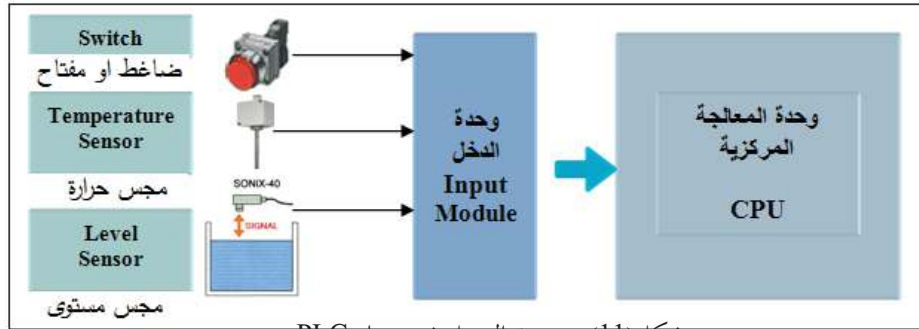 Switch
ضاغط او مفتاح
Temperature
Sensor
مجس حرارة
Level
Sensor
مجس مستوى
SONIX-40
SIGNAL
وحدة
الدخل
Input
Module
وحدة المعالجة
المركزية
CPU
PLC